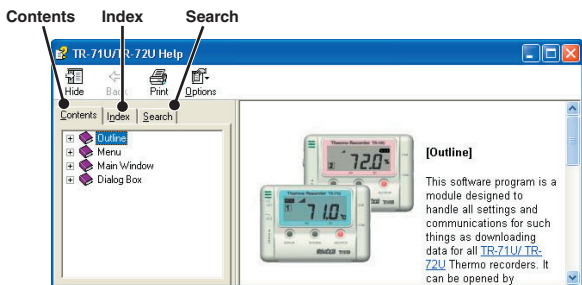 Contents Index Search
TR-71U/TR-72U Help
Hide Back Print Options
Contents Index Search
Outline
Menu
Main Window
Dialog Box
Thermo Recorder
72.0
Thermo Recorder
71.0
[Outline]
This software program is a
module designed to
handle all settings and
communications for such
things as downloading
data for all TR-71U/ TR-
72U Thermo recorders. It
can be opened by